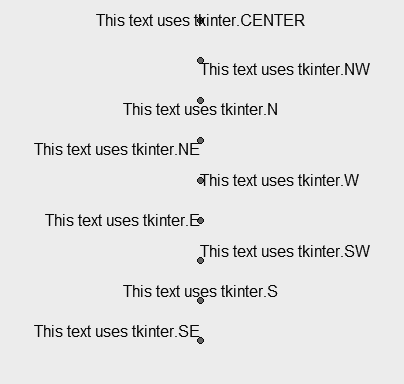 This text uses tkinter.CENTER
This text uses tkinter.NW
This text uses tkinter.N
This text uses tkinter.NE
This text uses tkinter.W
This text uses tkinter.E
This text uses tkinter.SW
This text uses tkinter.S
This text uses tkinter.SE